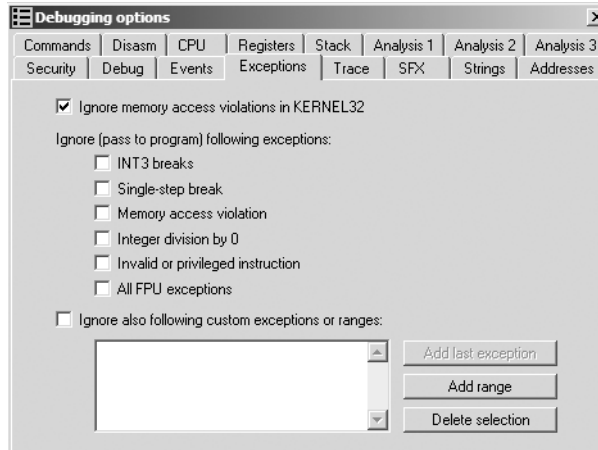 Debugging options
Commands Disasm CPU Registers Stack Analysis 1 Analysis 2 Analysis 3
Security Debug Events Exceptions Trace SFX Strings Addresses
Ignore memory access violations in KERNEL32
Ignore (pass to program) following exceptions:
INT3 breaks
Single-step break
Memory access violation
Integer division by 0
Invalid or privileged instruction
All FPU exceptions
Ignore also following custom exceptions or ranges:
Add last exception
Add range
Delete selection